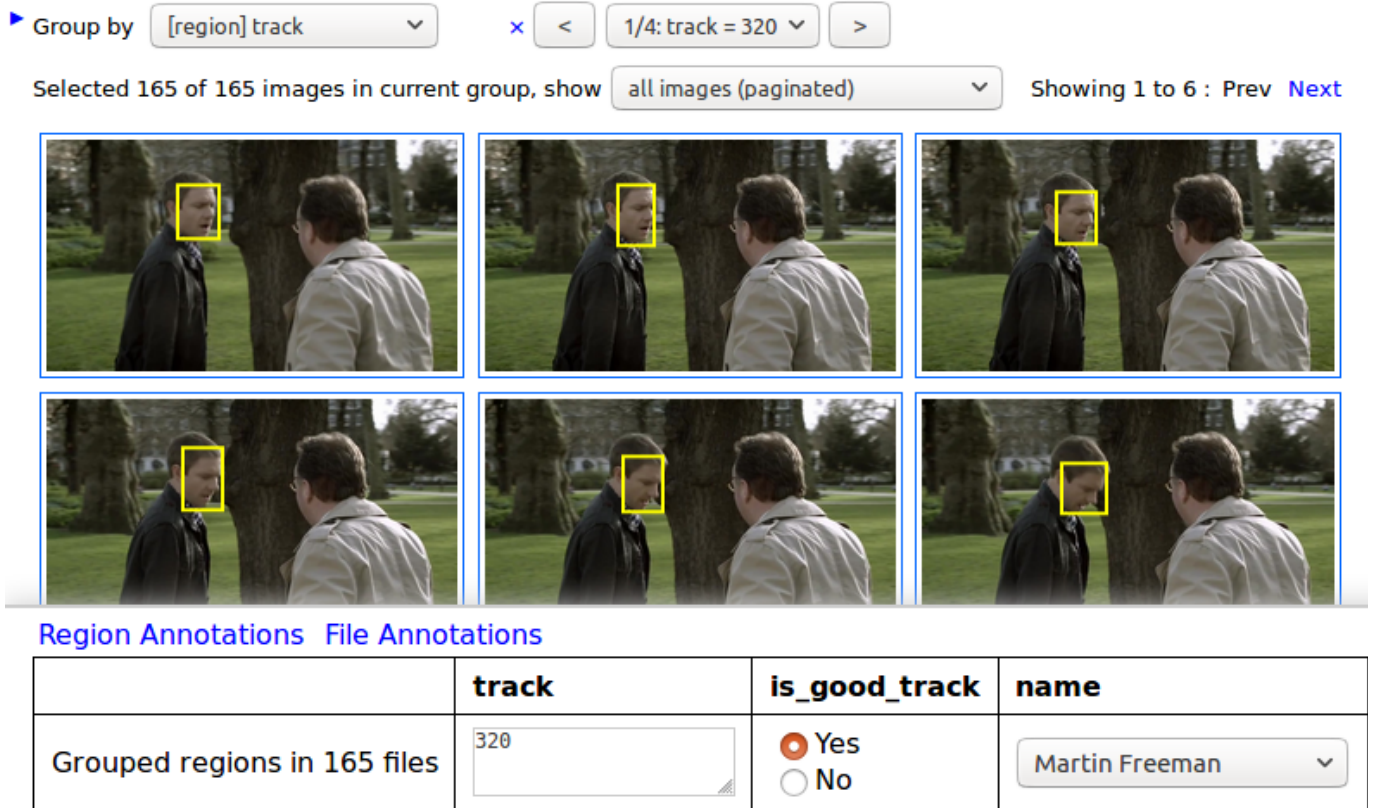 Group by [region] track × < 1/4: track = 320 >
Selected 165 of 165 images in current group, show all images (paginated) Showing 1 to 6 : Prev Next
Region Annotations File Annotations
track is_good_track name
Grouped regions in 165 files 320 Yes No Martin Freeman